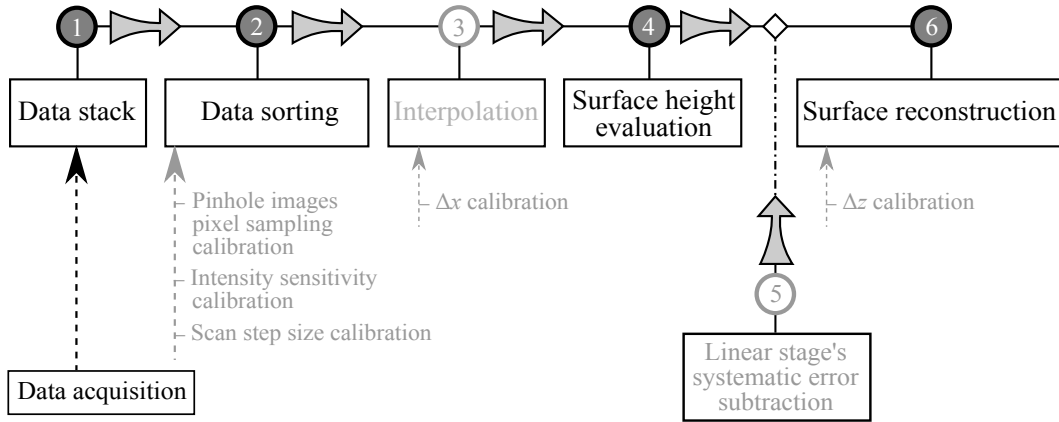 1
2
3
4
6
Data stack
Data sorting
Interpolation
Surface height
evaluation
Surface reconstruction
Pinhole images
pixel sampling
calibration
Intensity sensitivity
calibration
Scan step size calibration
Δx calibration
Δz calibration
5
Linear stage's
systematic error
subtraction
Data acquisition